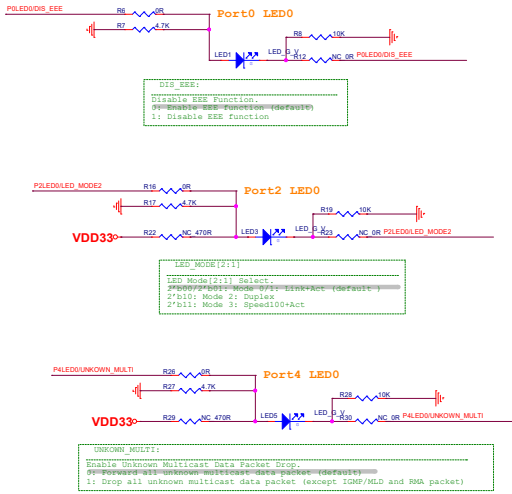 P0LED0/DIS_EEE R6 0R Port0 LED0
R7 4.7K R8 10K
LED1 LED_G_V R12 NC_0R P0LED0/DIS_EEE
DIS_EEE:
Disable EEE Function.
0: Enable EEE function (default)
1: Disable EEE function
P2LED0/LED_MODE2 R16 0R Port2 LED0
R17 4.7K R19 10K
VDD33 R22 NC_470R LED3 LED_G_V R23 NC_0R P2LED0/LED_MODE2
LED_MODE[2:1]
LED Mode[2:1] Select.
2'b00/2'b01: Mode 0/1: Link+Act (default )
2'b10: Mode 2: Duplex
2'b11: Mode 3: Speed100+Act
P4LED0/UNKOWN_MULTI R26 0R Port4 LED0
R27 4.7K R28 10K
VDD33 R29 NC_470R LED5 LED_G_V R30 NC_0R P4LED0/UNKOWN_MULTI
UNKOWN_MULTI:
Enable Unknown Multicast Data Packet Drop.
0: Forward all unknown multicast data packet (default)
1: Drop all unknown multicast data packet (except IGMP/MLD and RMA packet)